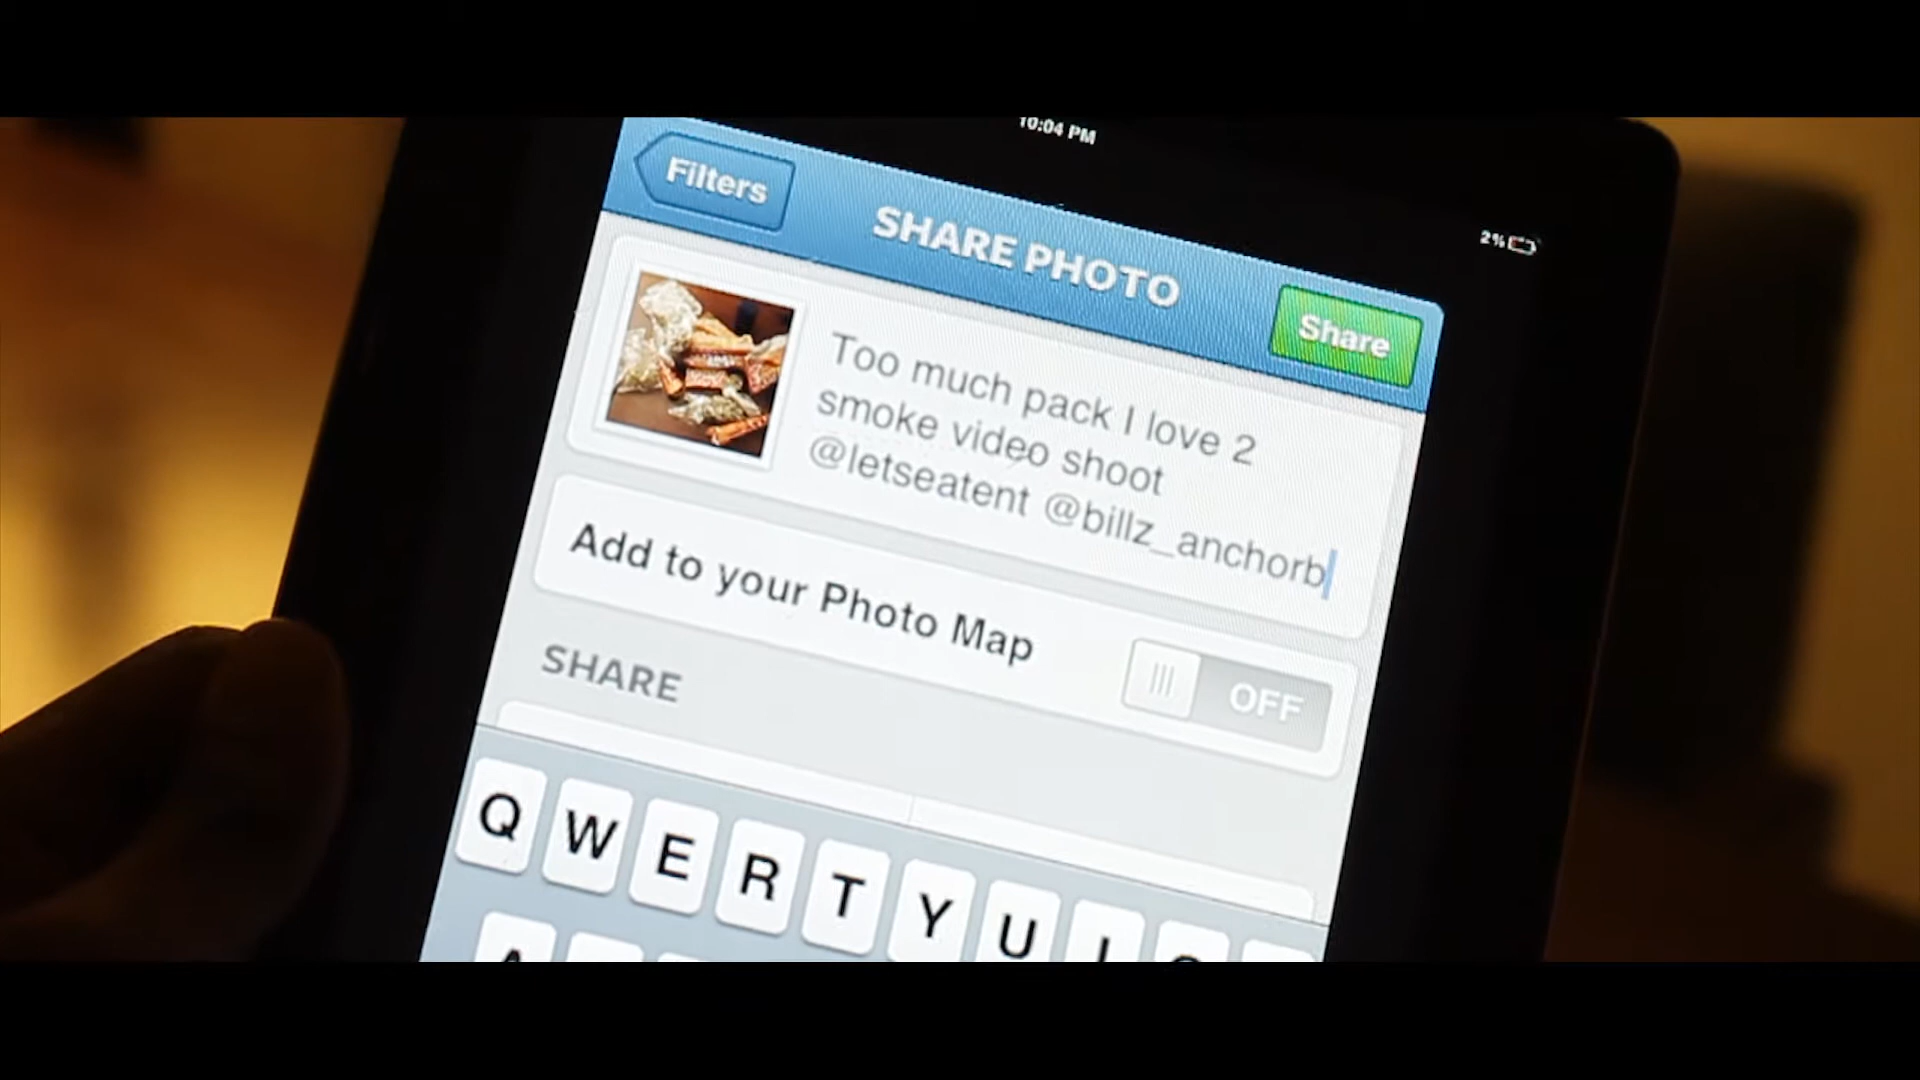 10:04 PM
2%
Filters
SHARE PHOTO
Share
Too much pack I love 2
smoke video shoot
@letseatent @billz_anchorb
Add to your Photo Map
OFF
SHARE
Q W E R T Y U I O
A